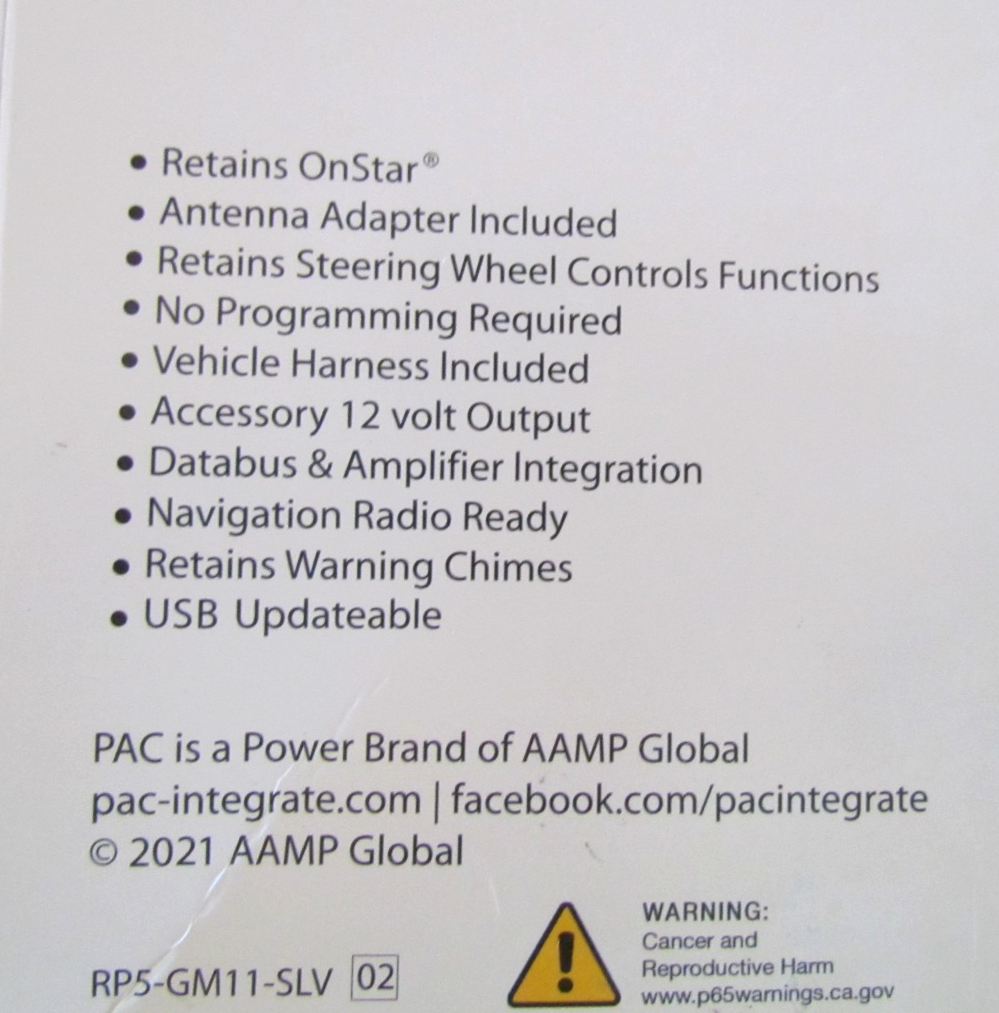 • Retains OnStar®
• Antenna Adapter Included
• Retains Steering Wheel Controls Functions
• No Programming Required
• Vehicle Harness Included
• Accessory 12 volt Output
• Databus & Amplifier Integration
• Navigation Radio Ready
• Retains Warning Chimes
• USB Updateable
PAC is a Power Brand of AAMP Global
pac-integrate.com | facebook.com/pacintegrate
© 2021 AAMP Global
RP5-GM11-SLV 02
WARNING:
Cancer and
Reproductive Harm
www.p65warnings.ca.gov